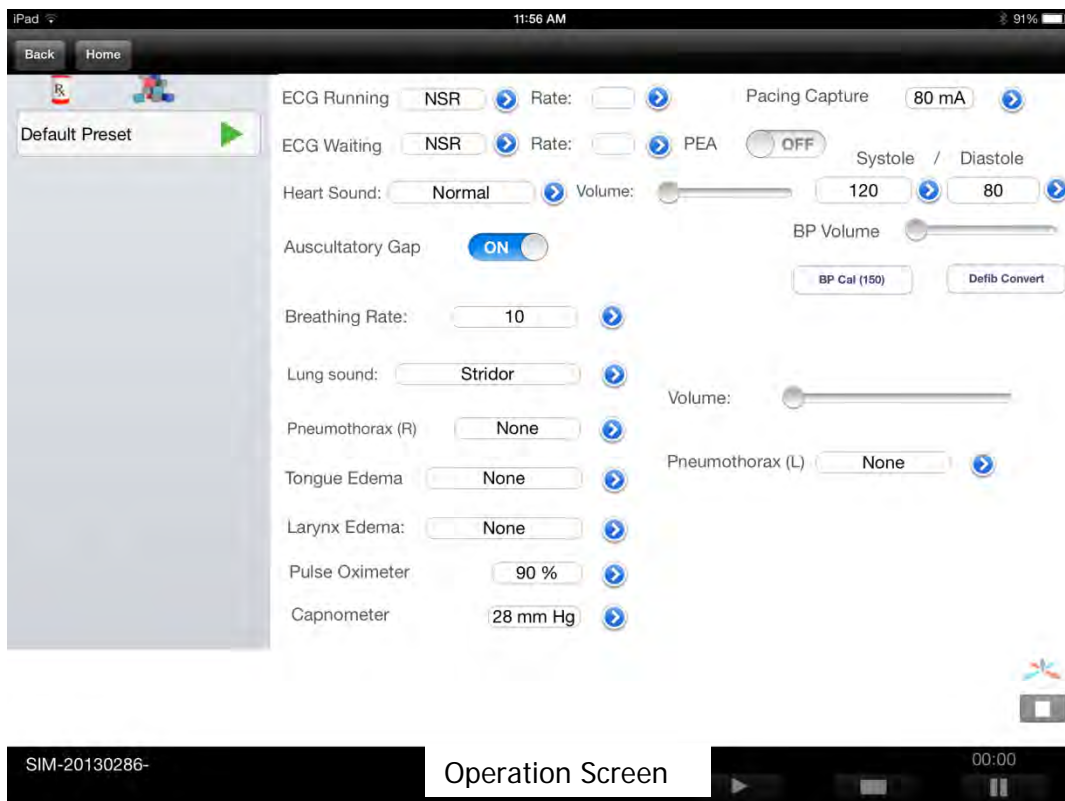 iPad 11:56 AM 91%
Back Home
Rx
Default Preset
ECG Running NSR Rate: Pacing Capture 80 mA
ECG Waiting NSR Rate: PEA OFF
Systole / Diastole
Heart Sound: Normal Volume: 120 80
Auscultatory Gap ON BP Volume
BP Cal (150) Defib Convert
Breathing Rate: 10
Lung sound: Stridor
Volume:
Pneumothorax (R) None
Pneumothorax (L) None
Tongue Edema None
Larynx Edema: None
Pulse Oximeter 90 %
Capnometer 28 mm Hg
SIM-20130286- Operation Screen 00:00